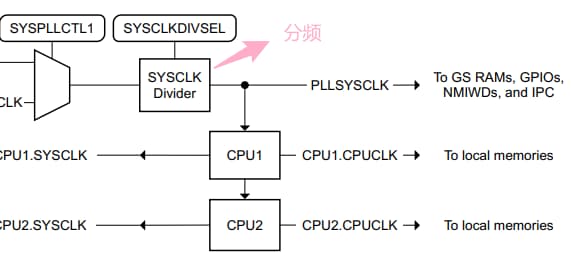 SYSPLLCTL1
SYSCLKDIVSEL
分频
SYSCLK
Divider
PLLSYSCLK
To GS RAMs, GPIOs,
NMIWDs, and IPC
CLK
CPU1.SYSCLK
CPU1
CPU1.CPUCLK
To local memories
CPU2.SYSCLK
CPU2
CPU2.CPUCLK
To local memories